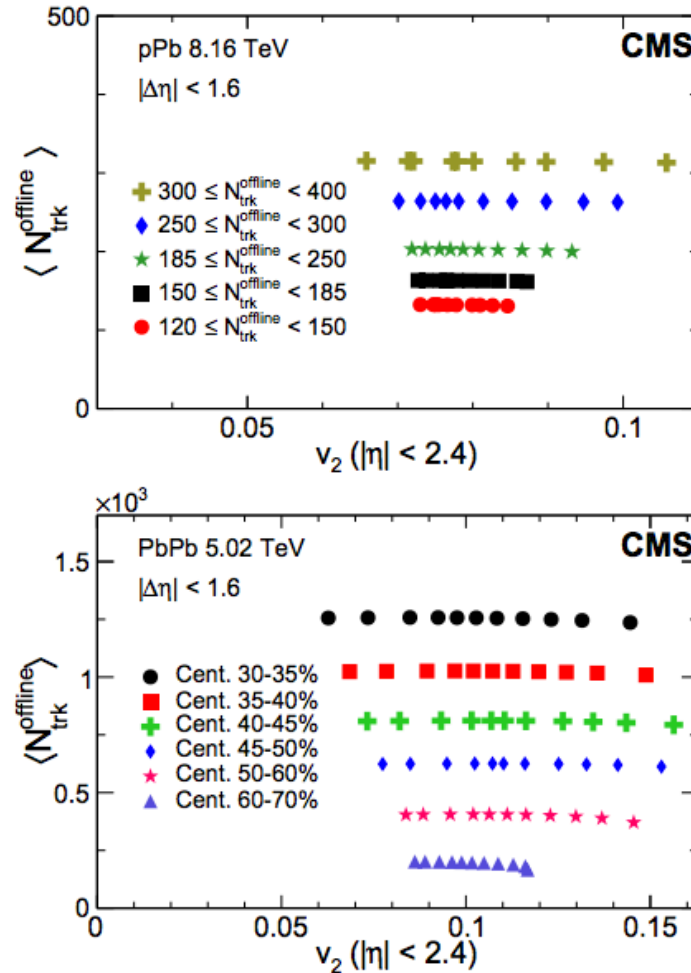 500
pPb 8.16 TeV
CMS
|Δη| < 1.6
⟨ N_trk^offline ⟩
300 ≤ N_trk^offline < 400
250 ≤ N_trk^offline < 300
185 ≤ N_trk^offline < 250
150 ≤ N_trk^offline < 185
120 ≤ N_trk^offline < 150
0
0.05
0.1
v₂ (|η| < 2.4)
×10³
PbPb 5.02 TeV
CMS
1.5
|Δη| < 1.6
⟨N_trk^offline⟩
Cent. 30-35%
1
Cent. 35-40%
Cent. 40-45%
Cent. 45-50%
0.5
Cent. 50-60%
Cent. 60-70%
0
0
0.05
0.1
0.15
v₂ (|η| < 2.4)